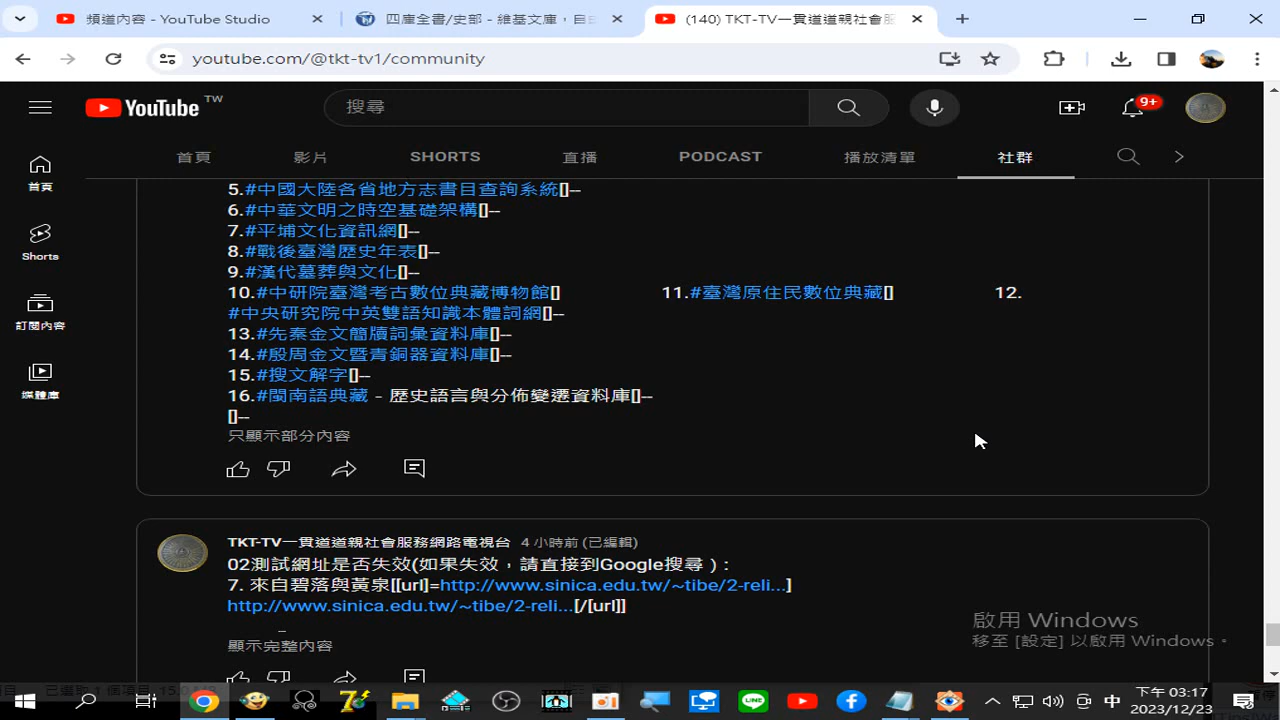 頻道內容 - YouTube Studio
四庫全書/史部 - 維基文庫，自
(140) TKT-TV一貫道道親社會服
youtube.com/@tkt-tv1/community
YouTube TW
搜尋
9+
首頁
影片
SHORTS
直播
PODCAST
播放清單
社群
首頁
Shorts
訂閱內容
媒體庫
5.#中國大陸各省地方志書目查詢系統[]--
6.#中華文明之時空基礎架構[]--
7.#平埔文化資訊網[]--
8.#戰後臺灣歷史年表[]--
9.#漢代墓葬與文化[]--
10.#中研院臺灣考古數位典藏博物館[] 11.#臺灣原住民數位典藏[] 12.
#中央研究院中英雙語知識本體詞網[]--
13.#先秦金文簡牘詞彙資料庫[]--
14.#殷周金文暨青銅器資料庫[]--
15.#搜文解字[]--
16.#閩南語典藏 - 歷史語言與分佈變遷資料庫[]--
[]--
只顯示部分內容
TKT-TV一貫道道親社會服務網路電視台 4 小時前 (已編輯)
02測試網址是否失效(如果失效，請直接到Google搜尋 ) :
7. 來自碧落與黃泉[[url]=http://www.sinica.edu.tw/~tibe/2-reli...]
http://www.sinica.edu.tw/~tibe/2-reli...[/[url]]
顯示完整內容
啟用 Windows
移至 [設定] 以啟用 Windows。
中
下午 03:17
2023/12/23